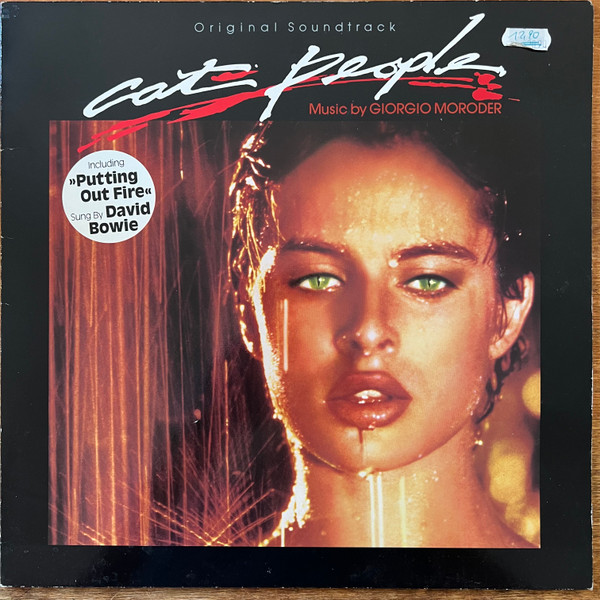 Original Soundtrack
12,90
cat people
Music by GIORGIO MORODER
Including
»Putting
Out Fire«
Sung By David
Bowie